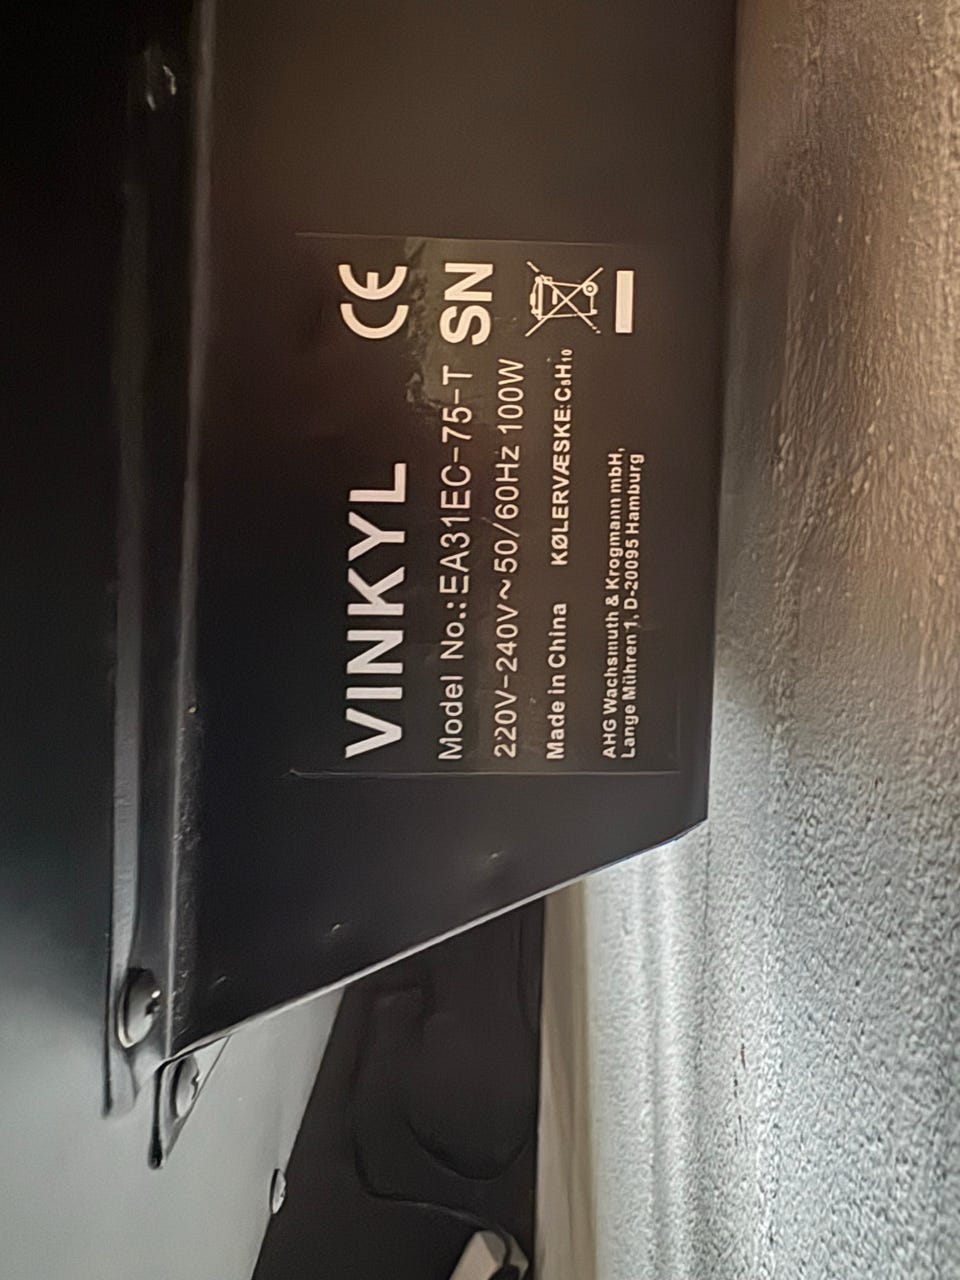 VINKYL CE
Model No.:EA31EC-75-T SN
220V-240V~50/60Hz 100W
Made in China KØLERVÆSKE: C₅H₁₀
AHG Wachsmuth & Krogmann mbH,
Lange Mühren 1, D-20095 Hamburg